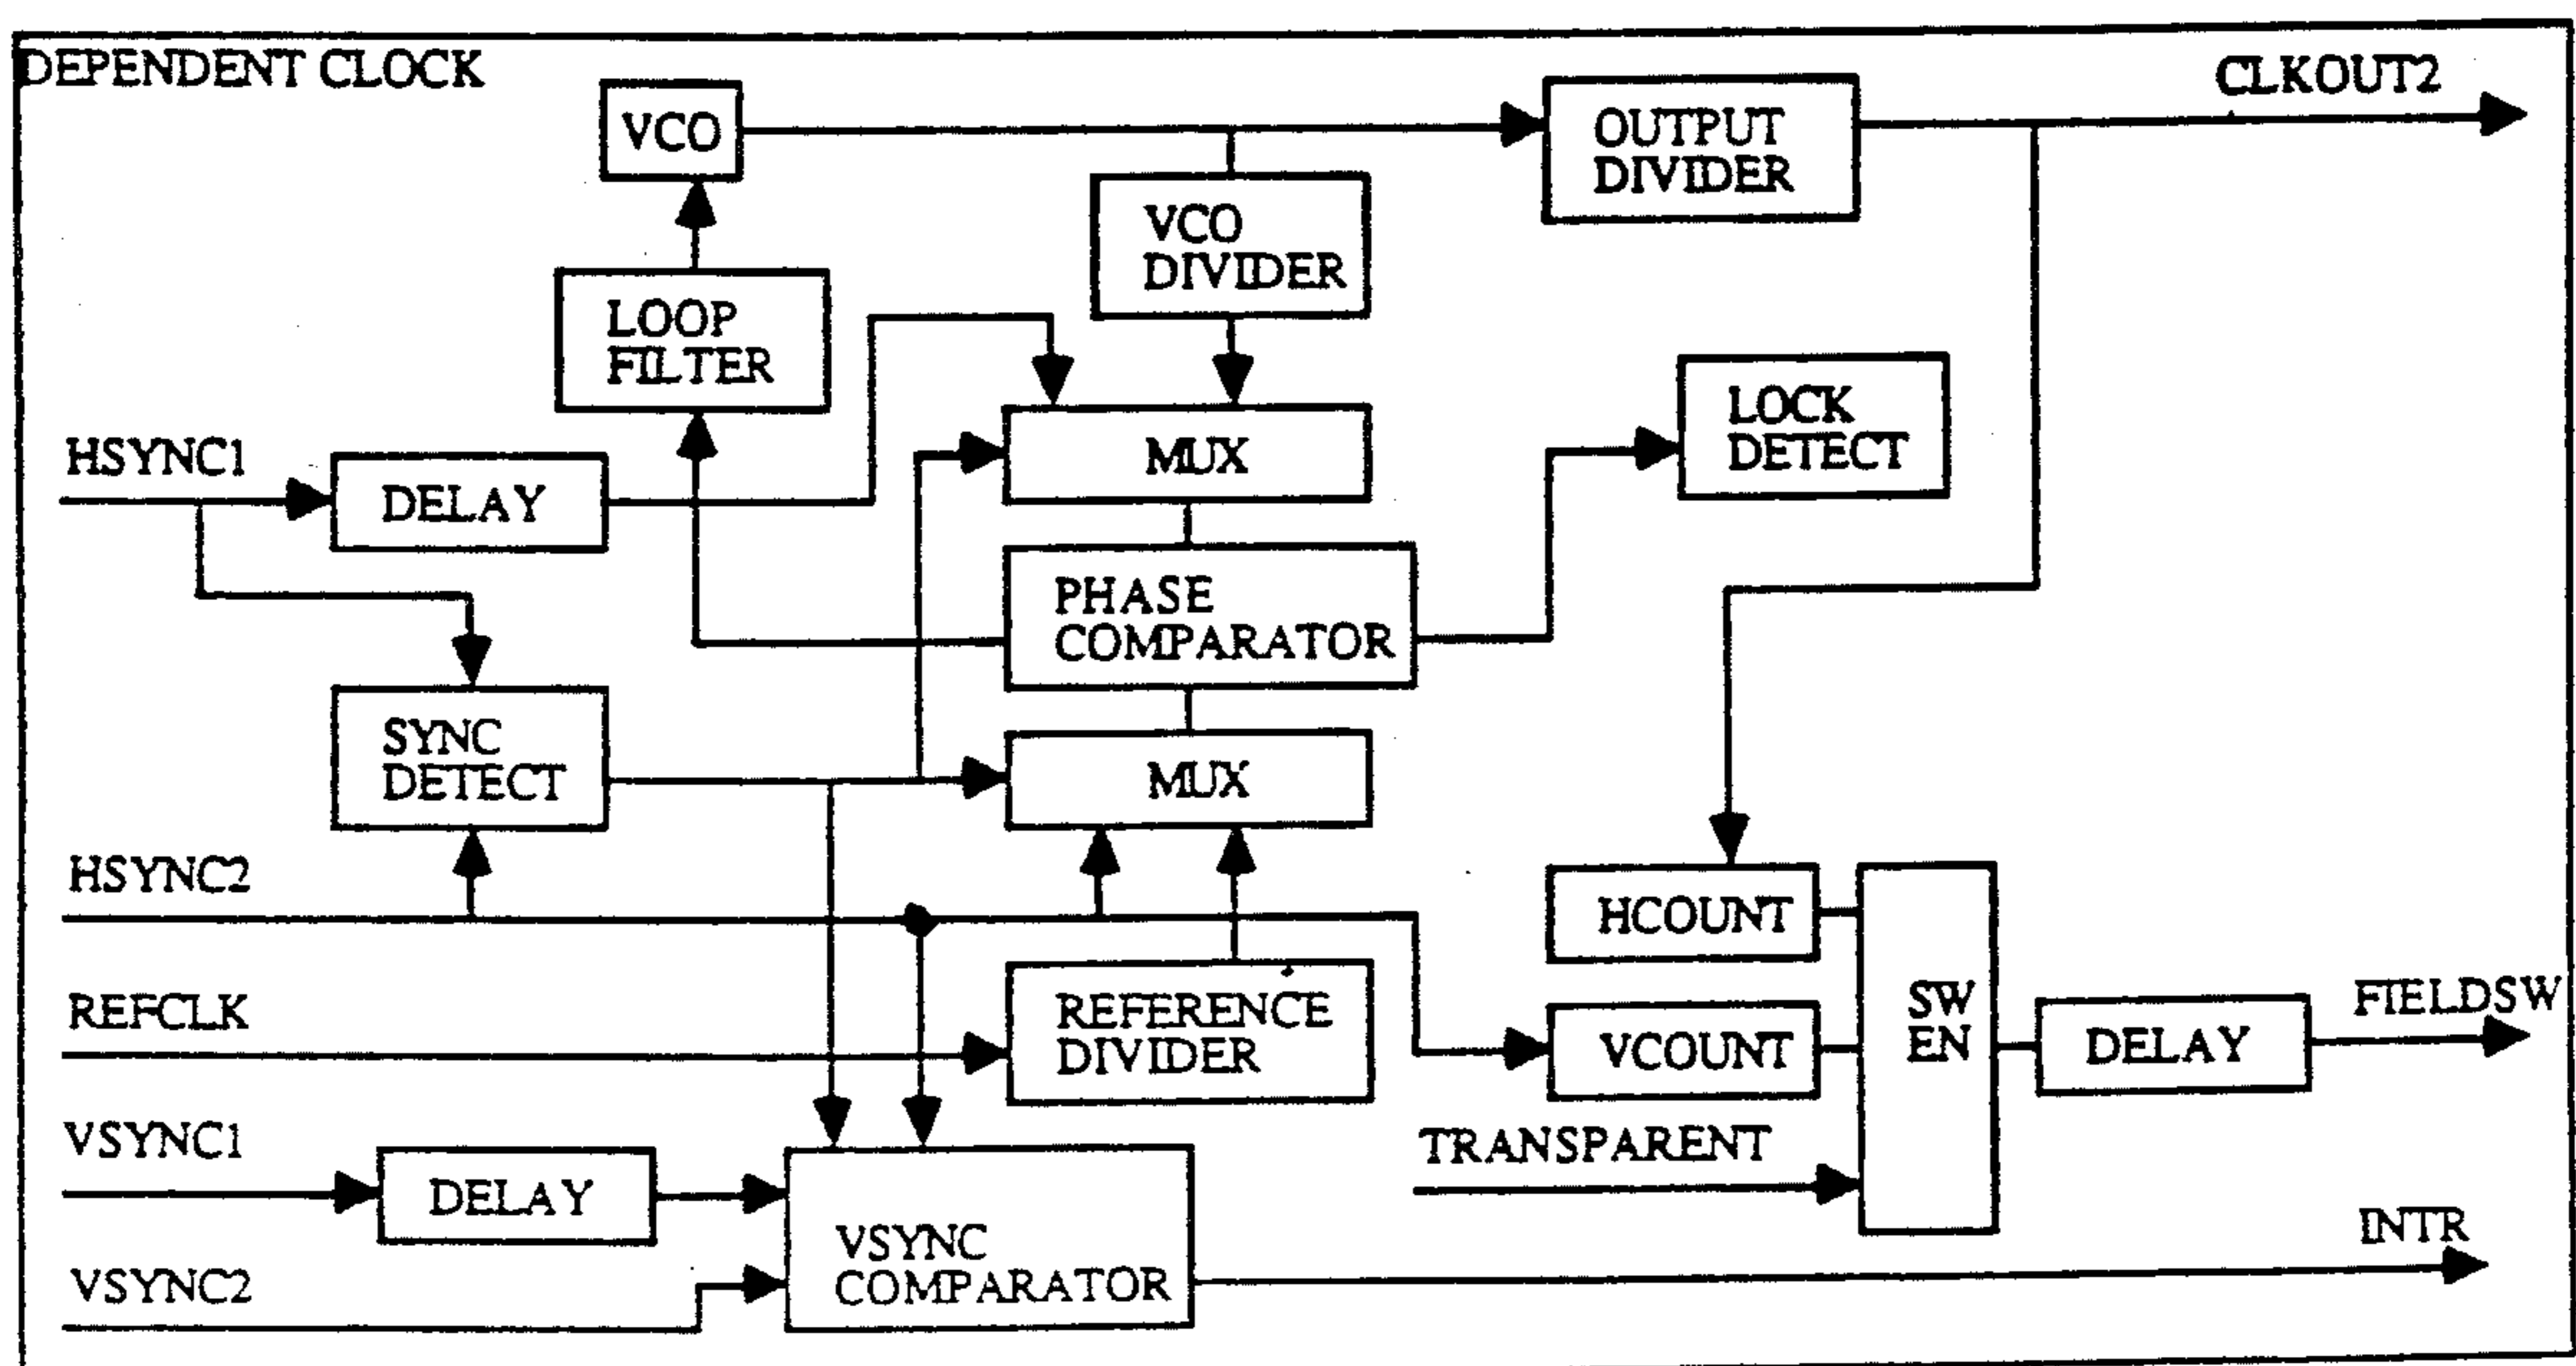 DEPENDENT CLOCK
CLKOUT2
VCO
OUTPUT
DIVIDER
VCO
DIVIDER
LOOP
FILTER
LOCK
DETECT
HSYNC1
MUX
DELAY
PHASE
COMPARATOR
SYNC
DETECT
MUX
HSYNC2
HCOUNT
REFCLK
REFERENCE
DIVIDER
VCOUNT
SW
EN
DELAY
FIELDSW
VSYNC1
TRANSPARENT
DELAY
VSYNC
COMPARATOR
INTR
VSYNC2